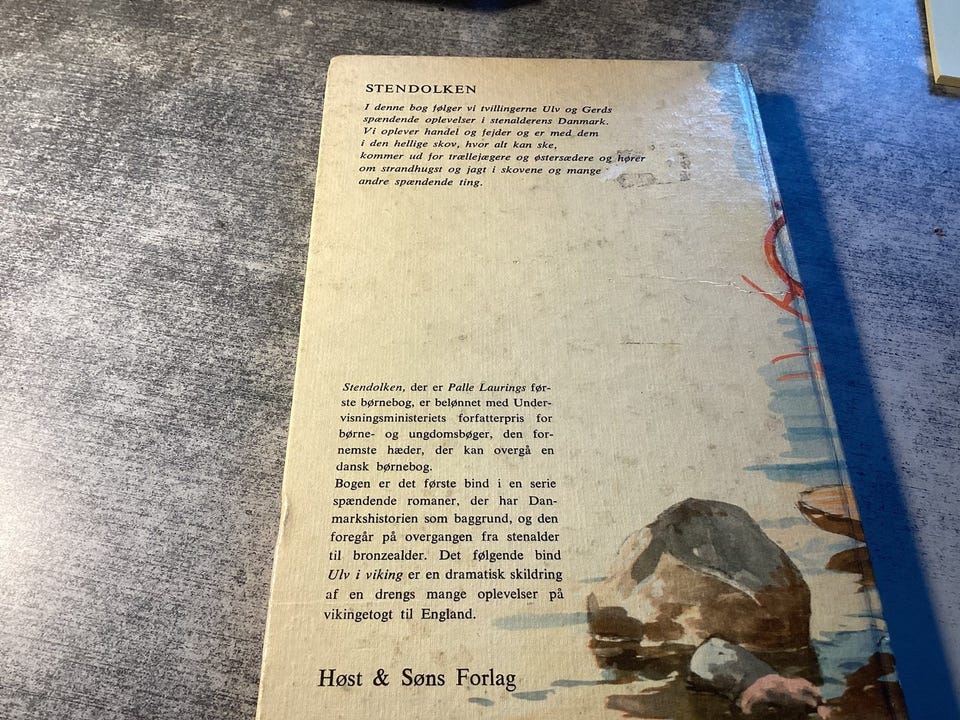 STENDOLKEN
I denne bog følger vi tvillingerne Ulv og Gerds
spændende oplevelser i stenalderens Danmark.
Vi oplever handel og fejder og er med dem
i den hellige skov, hvor alt kan ske,
kommer ud for trællejægere og østersædere og hører
om strandhugst og jagt i skovene og mange
andre spændende ting.
Stendolken, der er Palle Laurings før-
ste børnebog, er belønnet med Under-
visningsministeriets forfatterpris for
børne- og ungdomsbøger, den for-
nemste hæder, der kan overgå en
dansk børnebog.
Bogen er det første bind i en serie
spændende romaner, der har Dan-
markshistorien som baggrund, og den
foregår på overgangen fra stenalder
til bronzealder. Det følgende bind
Ulv i viking er en dramatisk skildring
af en drengs mange oplevelser på
vikingetogt til England.
Høst & Søns Forlag